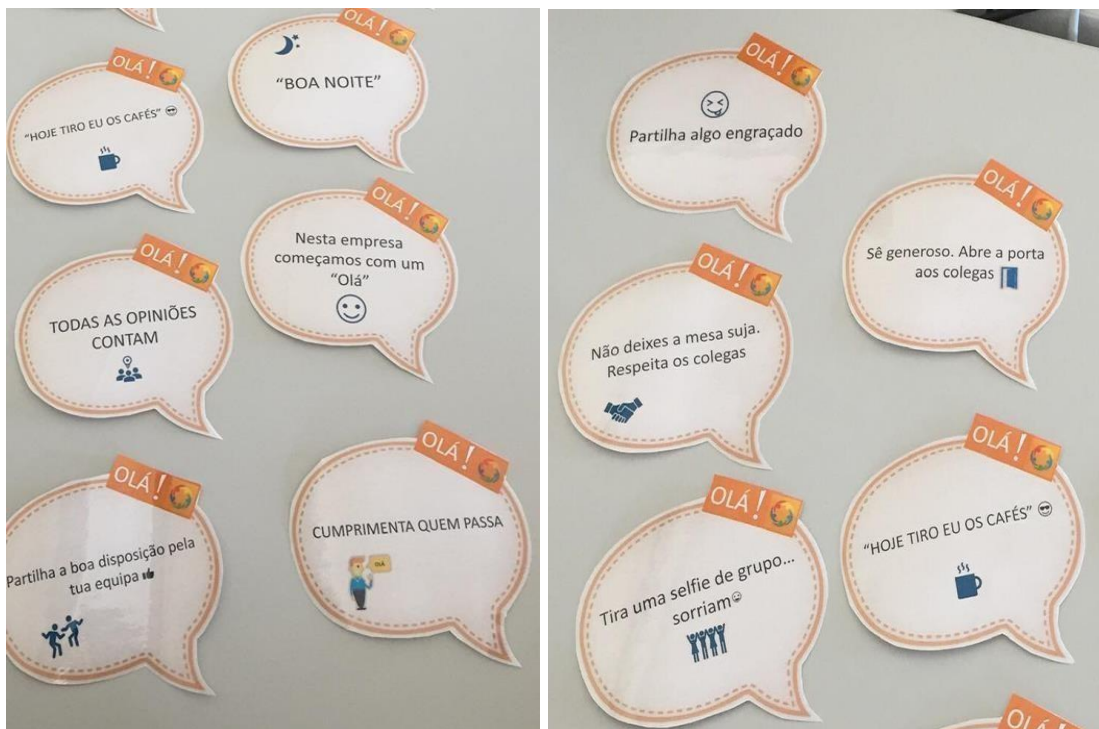 OLÁ!
"HOJE TIRO EU OS CAFÉS"
OLÁ!
"BOA NOITE"
OLÁ!
Nesta empresa
começamos com um
"Olá"
OLÁ!
TODAS AS OPINIÕES
CONTAM
OLÁ!
Partilha a boa disposição pela
tua equipa
OLÁ!
CUMPRIMENTA QUEM PASSA
OLÁ
OLÁ!
Partilha algo engraçado
OLÁ!
Sê generoso. Abre a porta
aos colegas
OLÁ!
Não deixes a mesa suja.
Respeita os colegas
OLÁ!
Tira uma selfie de grupo...
sorriam
OLÁ!
"HOJE TIRO EU OS CAFÉS"
OLÁ!